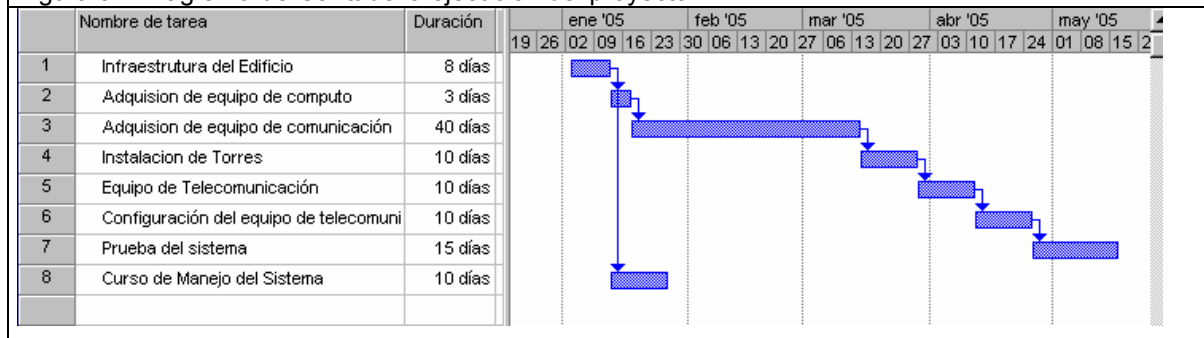 Nombre de tarea Duración ene '05 feb '05 mar '05 abr '05 may '05
19 26 02 09 16 23 30 06 13 20 27 06 13 20 27 03 10 17 24 01 08 15 2
1 Infraestrutura del Edificio 8 días
2 Adquision de equipo de computo 3 días
3 Adquision de equipo de comunicación 40 días
4 Instalacion de Torres 10 días
5 Equipo de Telecomunicación 10 días
6 Configuración del equipo de telecomuni 10 días
7 Prueba del sistema 15 días
8 Curso de Manejo del Sistema 10 días